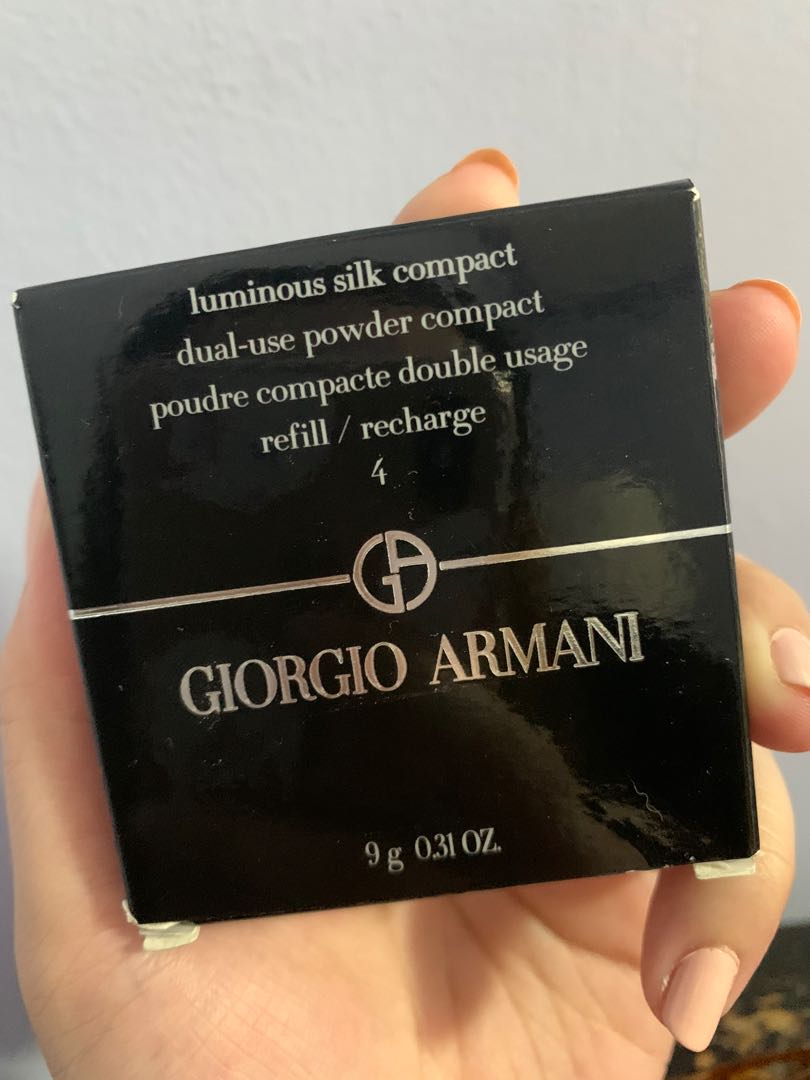 luminous silk compact
dual-use powder compact
poudre compacte double usage
refill / recharge
4
GA
GIORGIO ARMANI
9 g 0.31 OZ.